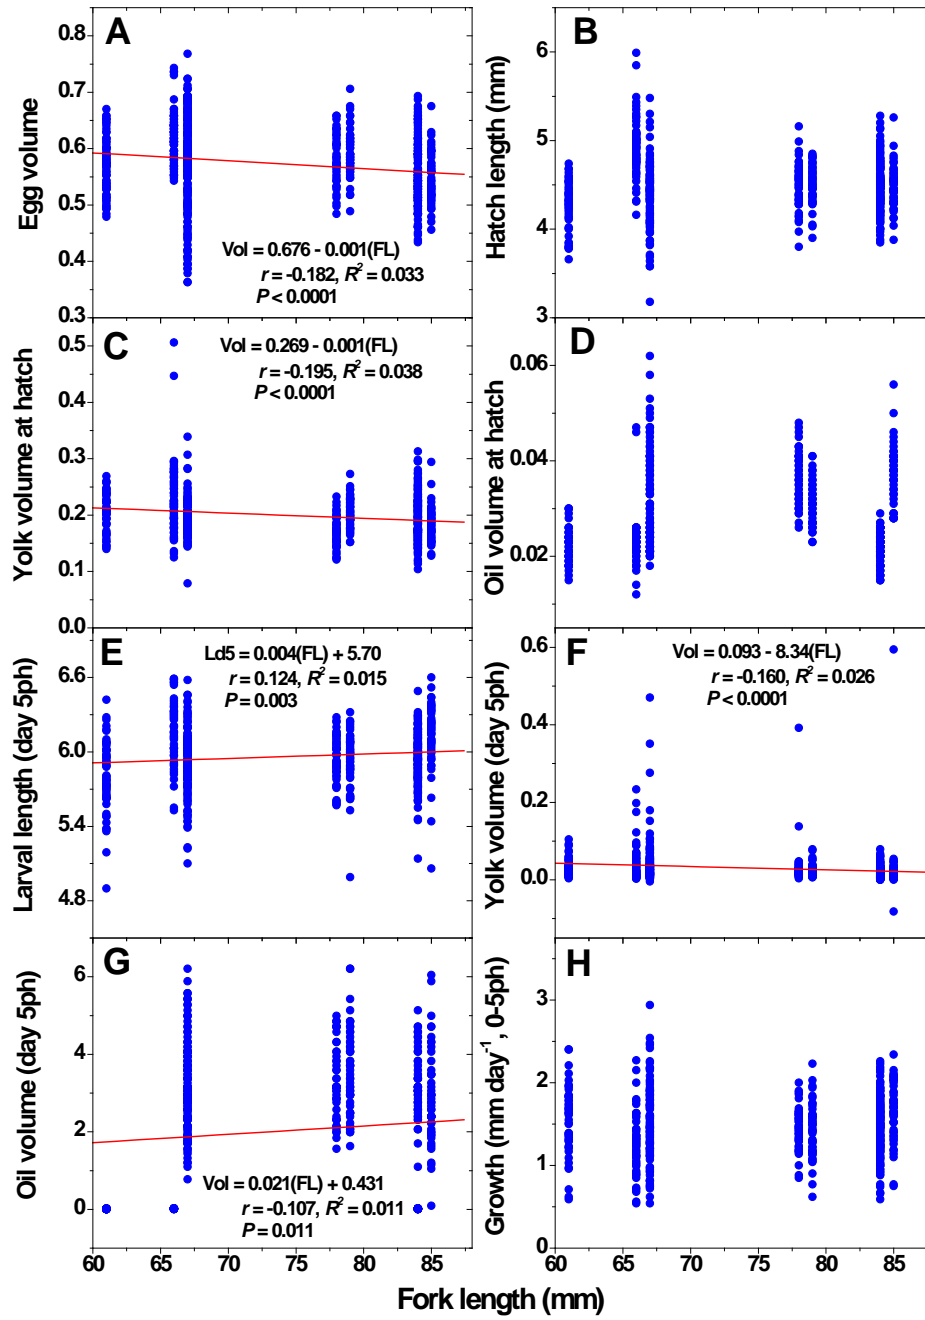 A
Egg volume
0.8
0.7
0.6
0.5
0.4
0.3
Vol = 0.676 - 0.001(FL)
r = -0.182, R² = 0.033
P < 0.0001
B
Hatch length (mm)
6
5
4
3
C
Yolk volume at hatch
0.5
0.4
0.3
0.2
0.1
0.0
Vol = 0.269 - 0.001(FL)
r = -0.195, R² = 0.038
P < 0.0001
D
Oil volume at hatch
0.06
0.04
0.02
E
Larval length (day 5ph)
6.6
6.0
5.4
4.8
Ld5 = 0.004(FL) + 5.70
r = 0.124, R² = 0.015
P = 0.003
F
Yolk volume (day 5ph)
0.6
0.4
0.2
0.0
Vol = 0.093 - 8.34(FL)
r = -0.160, R² = 0.026
P < 0.0001
G
Oil volume (day 5ph)
6
4
2
0
Vol = 0.021(FL) + 0.431
r = -0.107, R² = 0.011
P = 0.011
60 65 70 75 80 85
H
Growth (mm day⁻¹, 0-5ph)
3
2
1
0
60 65 70 75 80 85
Fork length (mm)